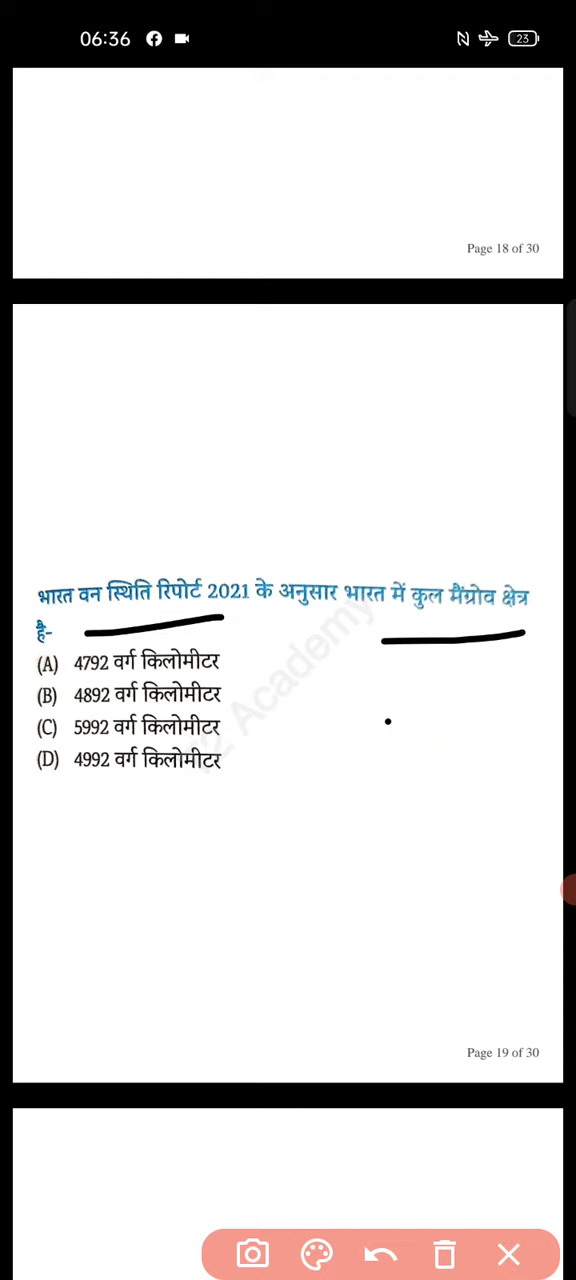 06:36
23
Page 18 of 30
भारत वन स्थिति रिपोर्ट 2021 के अनुसार भारत में कुल मैंग्रोव क्षेत्र
है-
(A) 4792 वर्ग किलोमीटर
(B) 4892 वर्ग किलोमीटर
(C) 5992 वर्ग किलोमीटर
(D) 4992 वर्ग किलोमीटर
Academy
Page 19 of 30